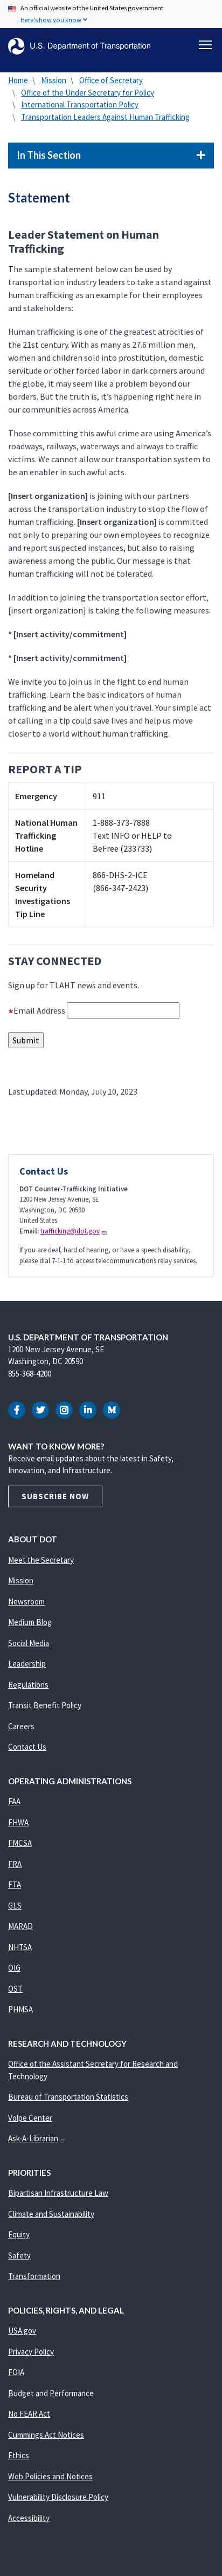 An official website of the United States government
Here's how you know
U.S. Department of Transportation
Home \ Mission \ Office of Secretary
\ Office of the Under Secretary for Policy
\ International Transportation Policy
\ Transportation Leaders Against Human Trafficking
In This Section +
Statement
Leader Statement on Human
Trafficking
The sample statement below can be used by
transportation leaders to take a stand against human
trafficking and set an example for their employees
and stakeholders:
Human trafficking is one of the greatest atrocities of
the 21st century. With as many as 27.6 million men,
women and children sold into prostitution, domestic
servitude or other forced labor in dark corners around
the globe, it may seem like a problem beyond our
borders. But the truth is, it's happening right here in
our communities across America.
Those committing this awful crime are using America's
roadways, railways, waterways and airways to traffic
victims. We cannot allow our transportation system to
be an enabler in such awful acts.
[Insert organization] is joining with our partners
across the transportation industry to stop the flow of
human trafficking. [Insert organization] is committed
not only to preparing our own employees to recognize
and respond to potential instances, but also to raising
awareness among the public. Our message is that
human trafficking will not be tolerated.
In addition to joining the transportation sector effort,
[insert organization] is taking the following measures:
* [Insert activity/commitment]
* [Insert activity/commitment]
We invite you to join us in the fight to end human
trafficking. Learn the basic indicators of human
trafficking and be alert when you travel. Your simple act
of calling in a clue could save lives and help us move
closer to a world without human trafficking.
REPORT A TIP
Emergency 911
National Human Trafficking Hotline 1-888-373-7888
Text INFO or HELP to
BeFree (233733)
Homeland Security Investigations Tip Line 866-DHS-2-ICE
(866-347-2423)
STAY CONNECTED
Sign up for TLAHT news and events.
*Email Address
Submit
Last updated: Monday, July 10, 2023
Contact Us
DOT Counter-Trafficking Initiative
1200 New Jersey Avenue, SE
Washington, DC 20590
United States
Email: trafficking@dot.gov
If you are deaf, hard of hearing, or have a speech disability,
please dial 7-1-1 to access telecommunications relay services.
U.S. DEPARTMENT OF TRANSPORTATION
1200 New Jersey Avenue, SE
Washington, DC 20590
855-368-4200
WANT TO KNOW MORE?
Receive email updates about the latest in Safety,
Innovation, and Infrastructure.
SUBSCRIBE NOW
ABOUT DOT
Meet the Secretary
Mission
Newsroom
Medium Blog
Social Media
Leadership
Regulations
Transit Benefit Policy
Careers
Contact Us
OPERATING ADMINISTRATIONS
FAA
FHWA
FMCSA
FRA
FTA
GLS
MARAD
NHTSA
OIG
OST
PHMSA
RESEARCH AND TECHNOLOGY
Office of the Assistant Secretary for Research and
Technology
Bureau of Transportation Statistics
Volpe Center
Ask-A-Librarian
PRIORITIES
Bipartisan Infrastructure Law
Climate and Sustainability
Equity
Safety
Transformation
POLICIES, RIGHTS, AND LEGAL
USA.gov
Privacy Policy
FOIA
Budget and Performance
No FEAR Act
Cummings Act Notices
Ethics
Web Policies and Notices
Vulnerability Disclosure Policy
Accessibility